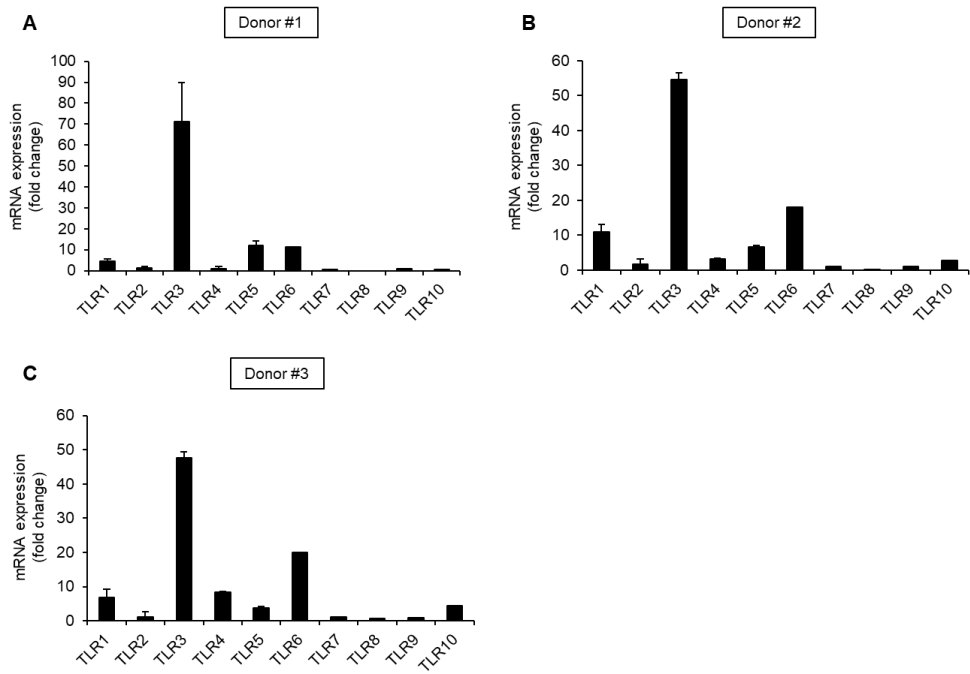 A
Donor #1
mRNA expression
(fold change)
100
90
80
70
60
50
40
30
20
10
0
TLR1
TLR2
TLR3
TLR4
TLR5
TLR6
TLR7
TLR8
TLR9
TLR10
B
Donor #2
mRNA expression
(fold change)
60
50
40
30
20
10
0
TLR1
TLR2
TLR3
TLR4
TLR5
TLR6
TLR7
TLR8
TLR9
TLR10
C
Donor #3
mRNA expression
(fold change)
60
50
40
30
20
10
0
TLR1
TLR2
TLR3
TLR4
TLR5
TLR6
TLR7
TLR8
TLR9
TLR10